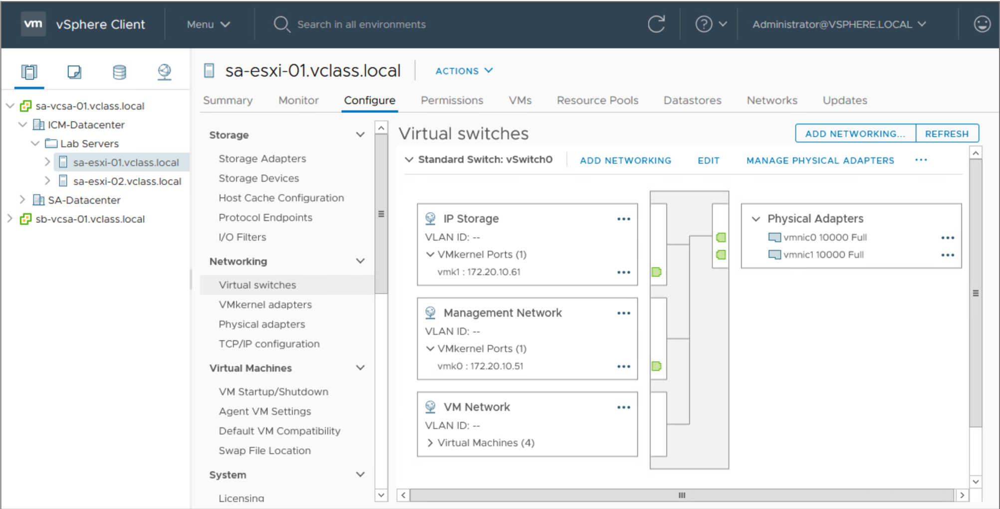 vm vSphere Client Menu Search in all environments Administrator@VSPHERE.LOCAL
sa-vcsa-01.vclass.local
ICM-Datacenter
Lab Servers
sa-esxi-01.vclass.local
sa-esxi-02.vclass.local
SA-Datacenter
sb-vcsa-01.vclass.local
sa-esxi-01.vclass.local ACTIONS
Summary Monitor Configure Permissions VMs Resource Pools Datastores Networks Updates
Storage
Storage Adapters
Storage Devices
Host Cache Configuration
Protocol Endpoints
I/O Filters
Networking
Virtual switches
VMkernel adapters
Physical adapters
TCP/IP configuration
Virtual Machines
VM Startup/Shutdown
Agent VM Settings
Default VM Compatibility
Swap File Location
System
Licensing
Virtual switches ADD NETWORKING... REFRESH
Standard Switch: vSwitch0 ADD NETWORKING EDIT MANAGE PHYSICAL ADAPTERS ...
IP Storage ...
VLAN ID: --
VMkernel Ports (1)
vmk1 : 172.20.10.61 ...
Management Network ...
VLAN ID: --
VMkernel Ports (1)
vmk0 : 172.20.10.51 ...
VM Network ...
VLAN ID: --
Virtual Machines (4)
Physical Adapters
vmnic0 10000 Full ...
vmnic1 10000 Full ...